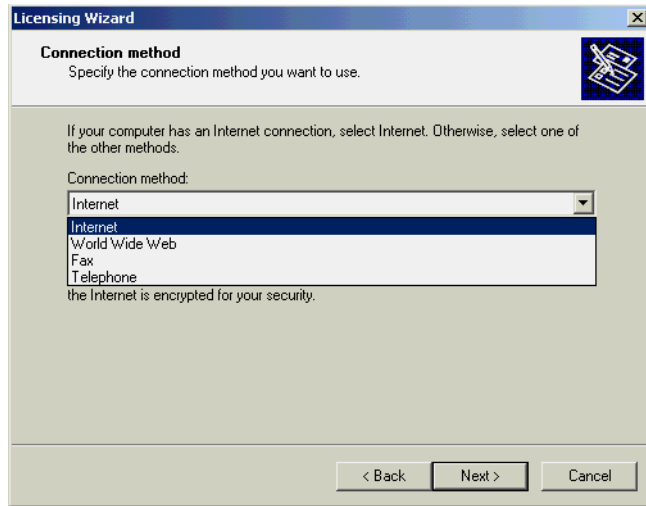 Licensing Wizard
Connection method
Specify the connection method you want to use.
If your computer has an Internet connection, select Internet. Otherwise, select one of
the other methods.
Connection method:
Internet
Internet
World Wide Web
Fax
Telephone
the Internet is encrypted for your security.
< Back Next > Cancel